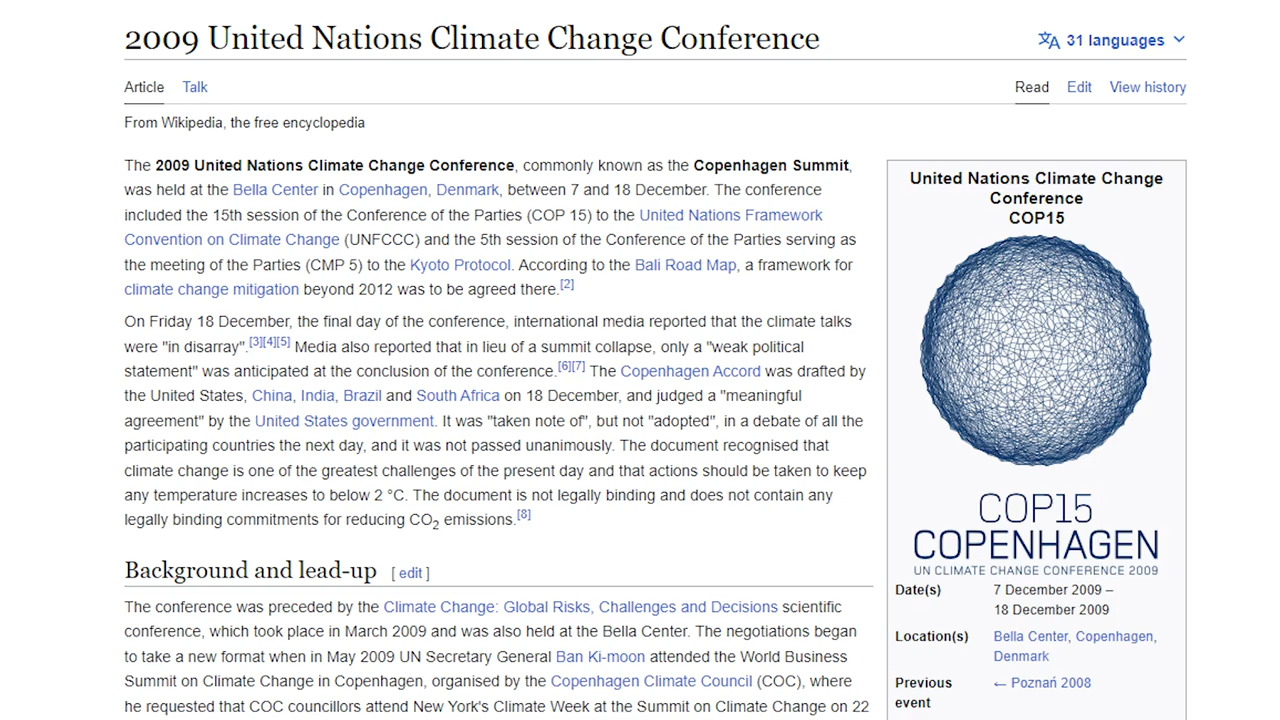 2009 United Nations Climate Change Conference
31 languages
Article Talk
Read Edit View history
From Wikipedia, the free encyclopedia
The 2009 United Nations Climate Change Conference, commonly known as the Copenhagen Summit,
was held at the Bella Center in Copenhagen, Denmark, between 7 and 18 December. The conference
included the 15th session of the Conference of the Parties (COP 15) to the United Nations Framework
Convention on Climate Change (UNFCCC) and the 5th session of the Conference of the Parties serving as
the meeting of the Parties (CMP 5) to the Kyoto Protocol. According to the Bali Road Map, a framework for
climate change mitigation beyond 2012 was to be agreed there.[2]
On Friday 18 December, the final day of the conference, international media reported that the climate talks
were "in disarray".[3][4][5] Media also reported that in lieu of a summit collapse, only a "weak political
statement" was anticipated at the conclusion of the conference.[6][7] The Copenhagen Accord was drafted by
the United States, China, India, Brazil and South Africa on 18 December, and judged a "meaningful
agreement" by the United States government. It was "taken note of", but not "adopted", in a debate of all the
participating countries the next day, and it was not passed unanimously. The document recognised that
climate change is one of the greatest challenges of the present day and that actions should be taken to keep
any temperature increases to below 2 °C. The document is not legally binding and does not contain any
legally binding commitments for reducing CO2 emissions.[8]
Background and lead-up [ edit ]
The conference was preceded by the Climate Change: Global Risks, Challenges and Decisions scientific
conference, which took place in March 2009 and was also held at the Bella Center. The negotiations began
to take a new format when in May 2009 UN Secretary General Ban Ki-moon attended the World Business
Summit on Climate Change in Copenhagen, organised by the Copenhagen Climate Council (COC), where
he requested that COC councillors attend New York's Climate Week at the Summit on Climate Change on 22
United Nations Climate Change
Conference
COP15
COP15
COPENHAGEN
UN CLIMATE CHANGE CONFERENCE 2009
Date(s) 7 December 2009 –
18 December 2009
Location(s) Bella Center, Copenhagen,
Denmark
Previous ← Poznań 2008
event